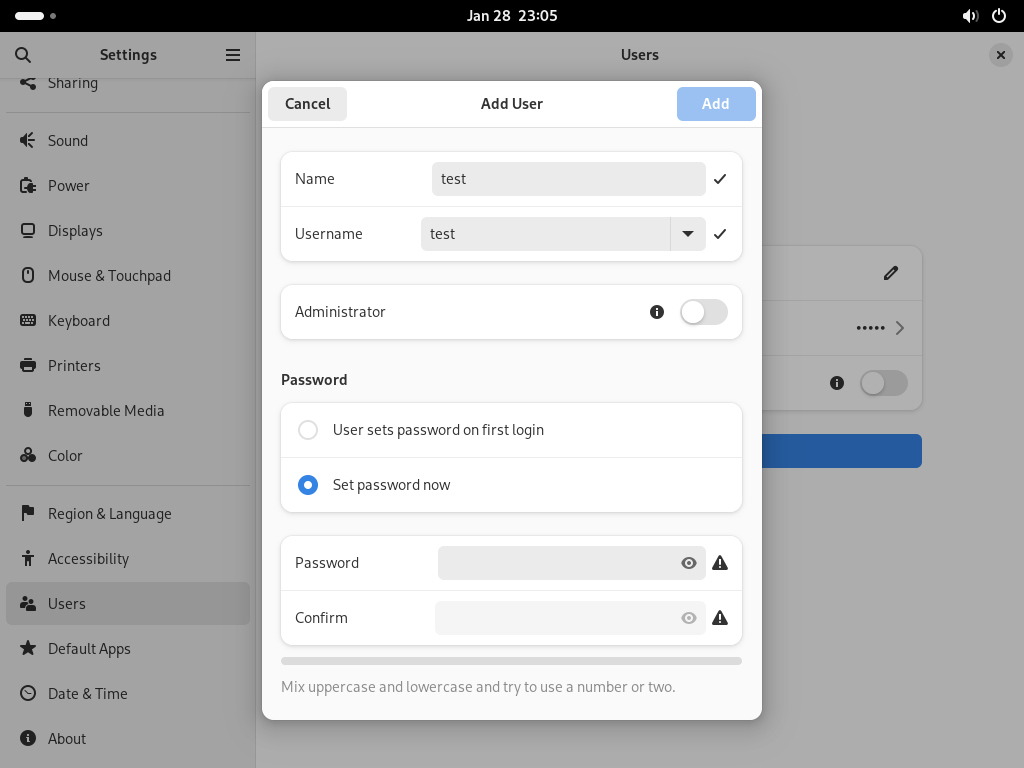 Jan 28 23:05
Settings
Users
Sharing
Sound
Power
Displays
Mouse & Touchpad
Keyboard
Printers
Removable Media
Color
Region & Language
Accessibility
Users
Default Apps
Date & Time
About
Cancel
Add User
Add
Name
test
Username
test
Administrator
Password
User sets password on first login
Set password now
Password
Confirm
Mix uppercase and lowercase and try to use a number or two.